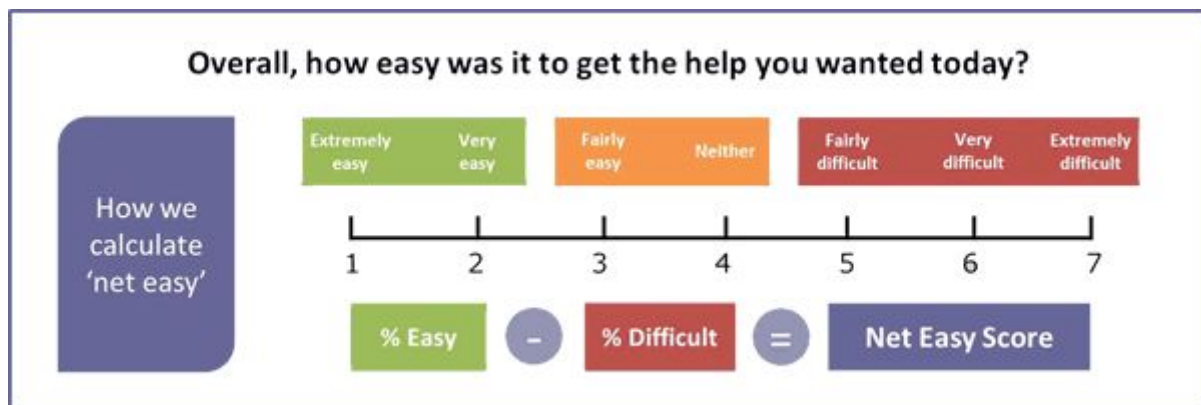 Overall, how easy was it to get the help you wanted today?
How we
calculate
‘net easy’
Extremely
easy
Very
easy
Fairly
easy
Neither
Fairly
difficult
Very
difficult
Extremely
difficult
1 2 3 4 5 6 7
% Easy - % Difficult = Net Easy Score